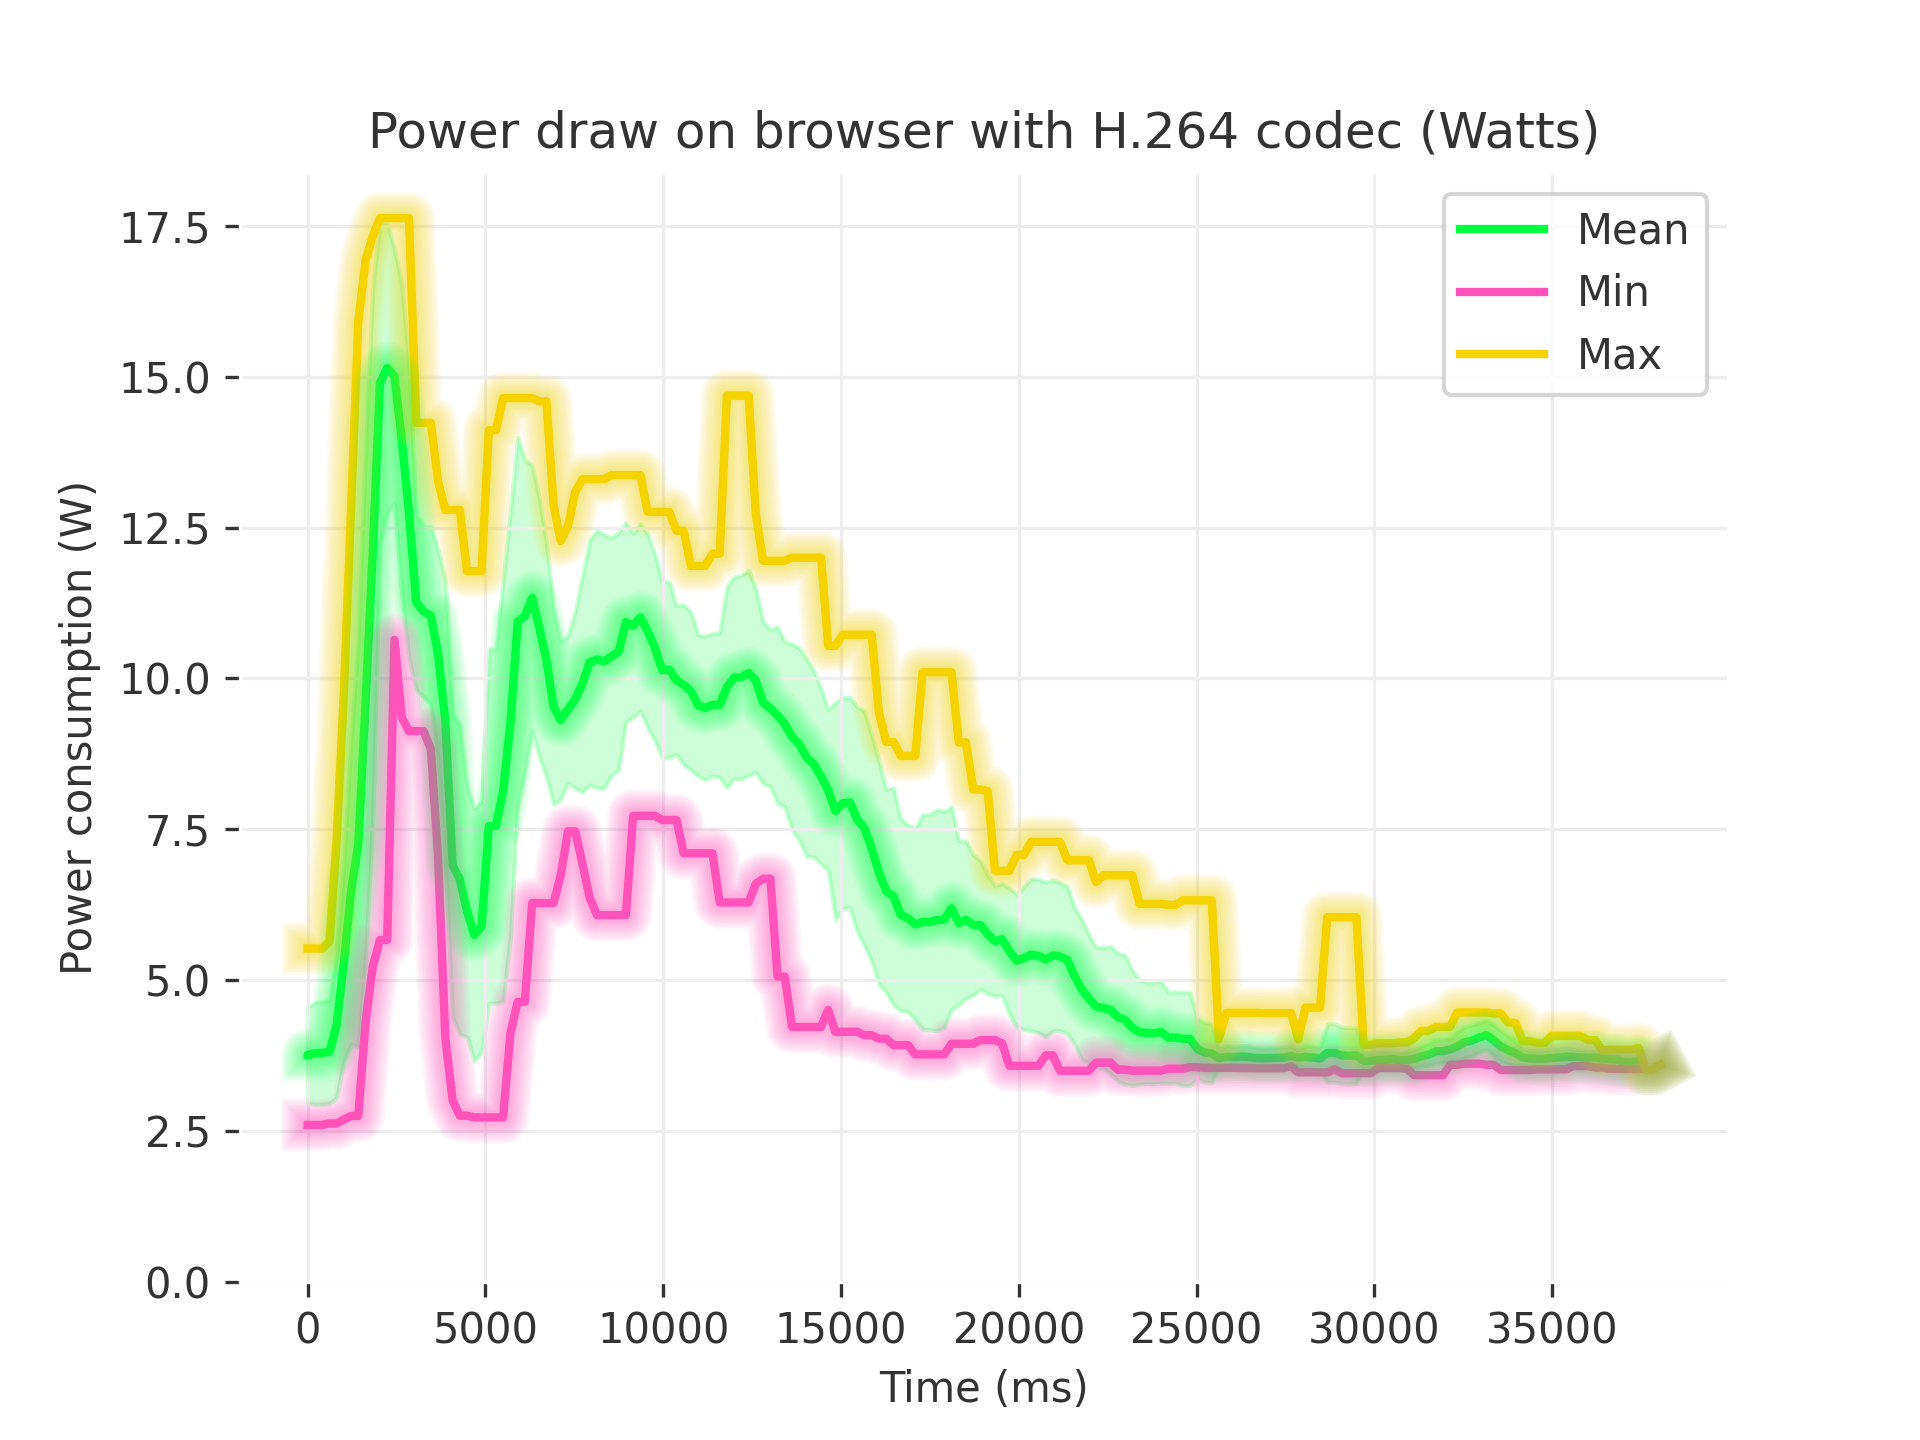 Power draw on browser with H.264 codec (Watts)
Mean
Min
Max
Power consumption (W)
17.5
15.0
12.5
10.0
7.5
5.0
2.5
0.0
0 5000 10000 15000 20000 25000 30000 35000
Time (ms)